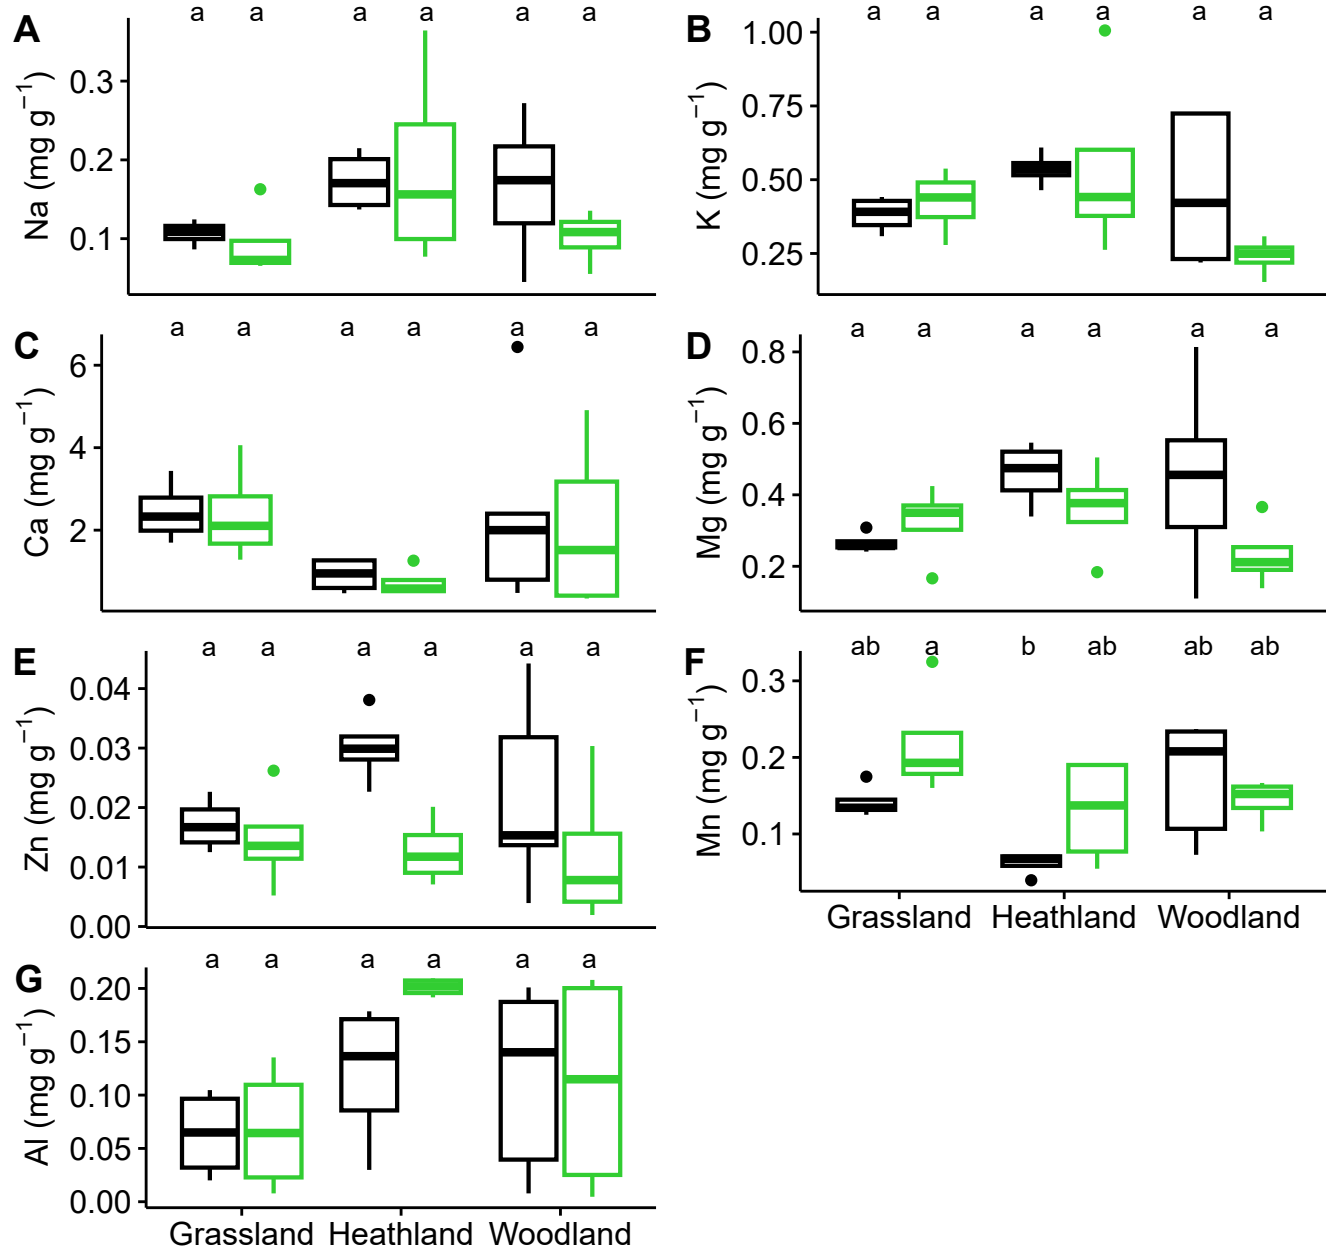 A
a a a a a a
Na (mg g⁻¹)
0.3
0.2
0.1
B
a a a a a a
K (mg g⁻¹)
1.00
0.75
0.50
0.25
C
a a a a a a
Ca (mg g⁻¹)
6
4
2
D
a a a a a a
Mg (mg g⁻¹)
0.8
0.6
0.4
0.2
E
a a a a a a
Zn (mg g⁻¹)
0.04
0.03
0.02
0.01
0.00
F
ab a b ab ab ab
Mn (mg g⁻¹)
0.3
0.2
0.1
Grassland Heathland Woodland
G
a a a a a a
Al (mg g⁻¹)
0.20
0.15
0.10
0.05
0.00
Grassland Heathland Woodland